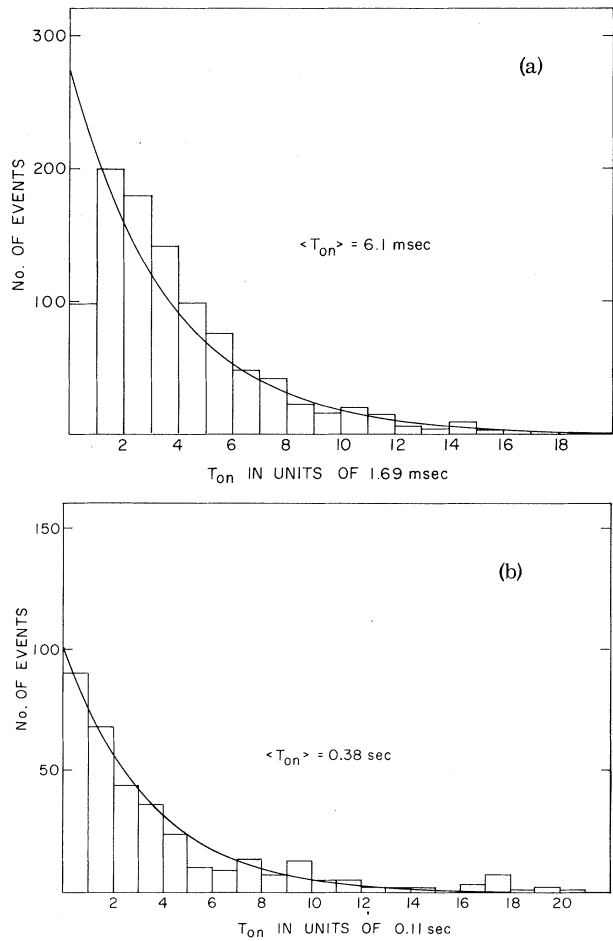 300
(a)
200
No. OF EVENTS
< Ton > = 6.1 msec
100
2 4 6 8 10 12 14 16 18
Ton IN UNITS OF 1.69 msec
150
(b)
100
No. OF EVENTS
< Ton > = 0.38 sec
50
2 4 6 8 10 12 14 16 18 20
Ton IN UNITS OF 0.11 sec